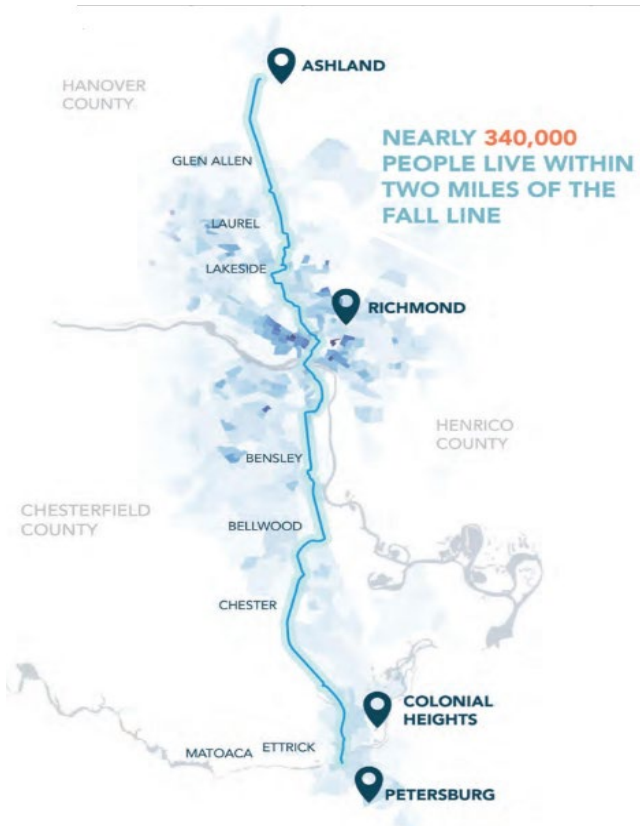 ASHLAND
HANOVER
COUNTY
NEARLY 340,000
PEOPLE LIVE WITHIN
TWO MILES OF THE
FALL LINE
GLEN ALLEN
LAUREL
LAKESIDE
RICHMOND
HENRICO
COUNTY
BENSLEY
CHESTERFIELD
COUNTY
BELLWOOD
CHESTER
COLONIAL
HEIGHTS
MATOACA
ETTRICK
PETERSBURG